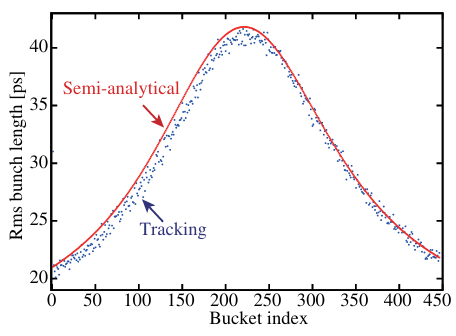 Rms bunch length [ps]
40
35
30
25
20
Semi-analytical
Tracking
0 50 100 150 200 250 300 350 400 450
Bucket index